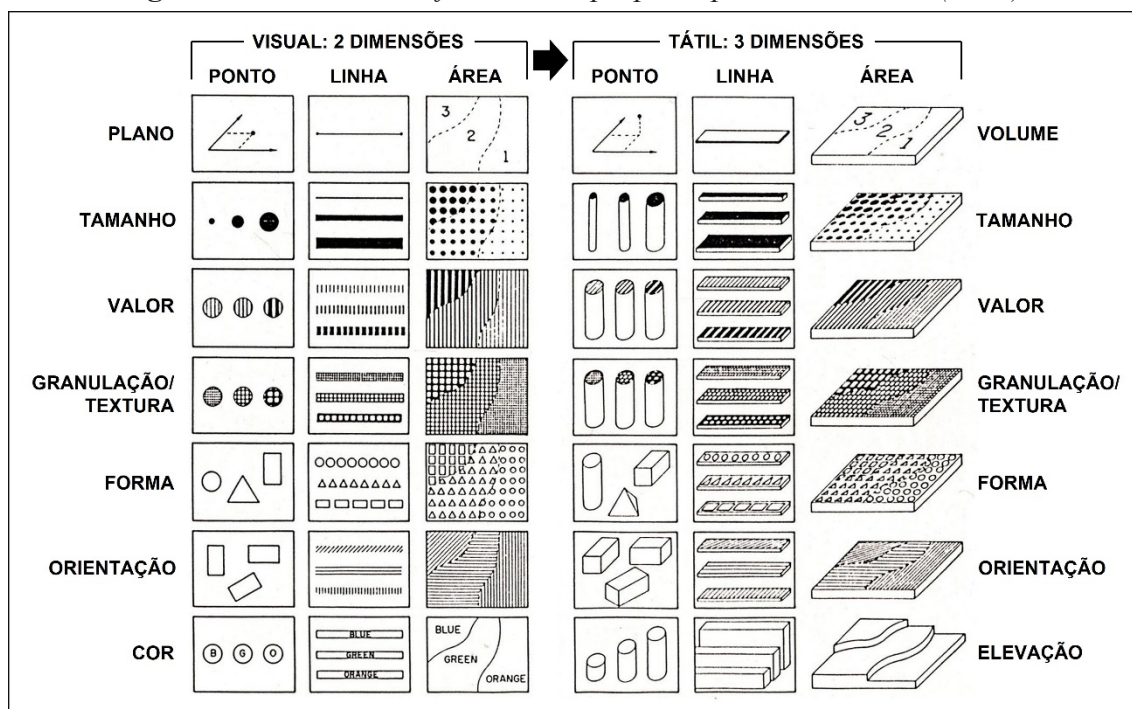 VISUAL: 2 DIMENSÕES
TÁTIL: 3 DIMENSÕES
PONTO LINHA ÁREA PONTO LINHA ÁREA
PLANO 3 2 1 3 2 1 VOLUME
TAMANHO TAMANHO
VALOR VALOR
GRANULAÇÃO/
TEXTURA
GRANULAÇÃO/
TEXTURA
FORMA FORMA
ORIENTAÇÃO ORIENTAÇÃO
COR B G O BLUE GREEN ORANGE BLUE GREEN ORANGE ELEVAÇÃO